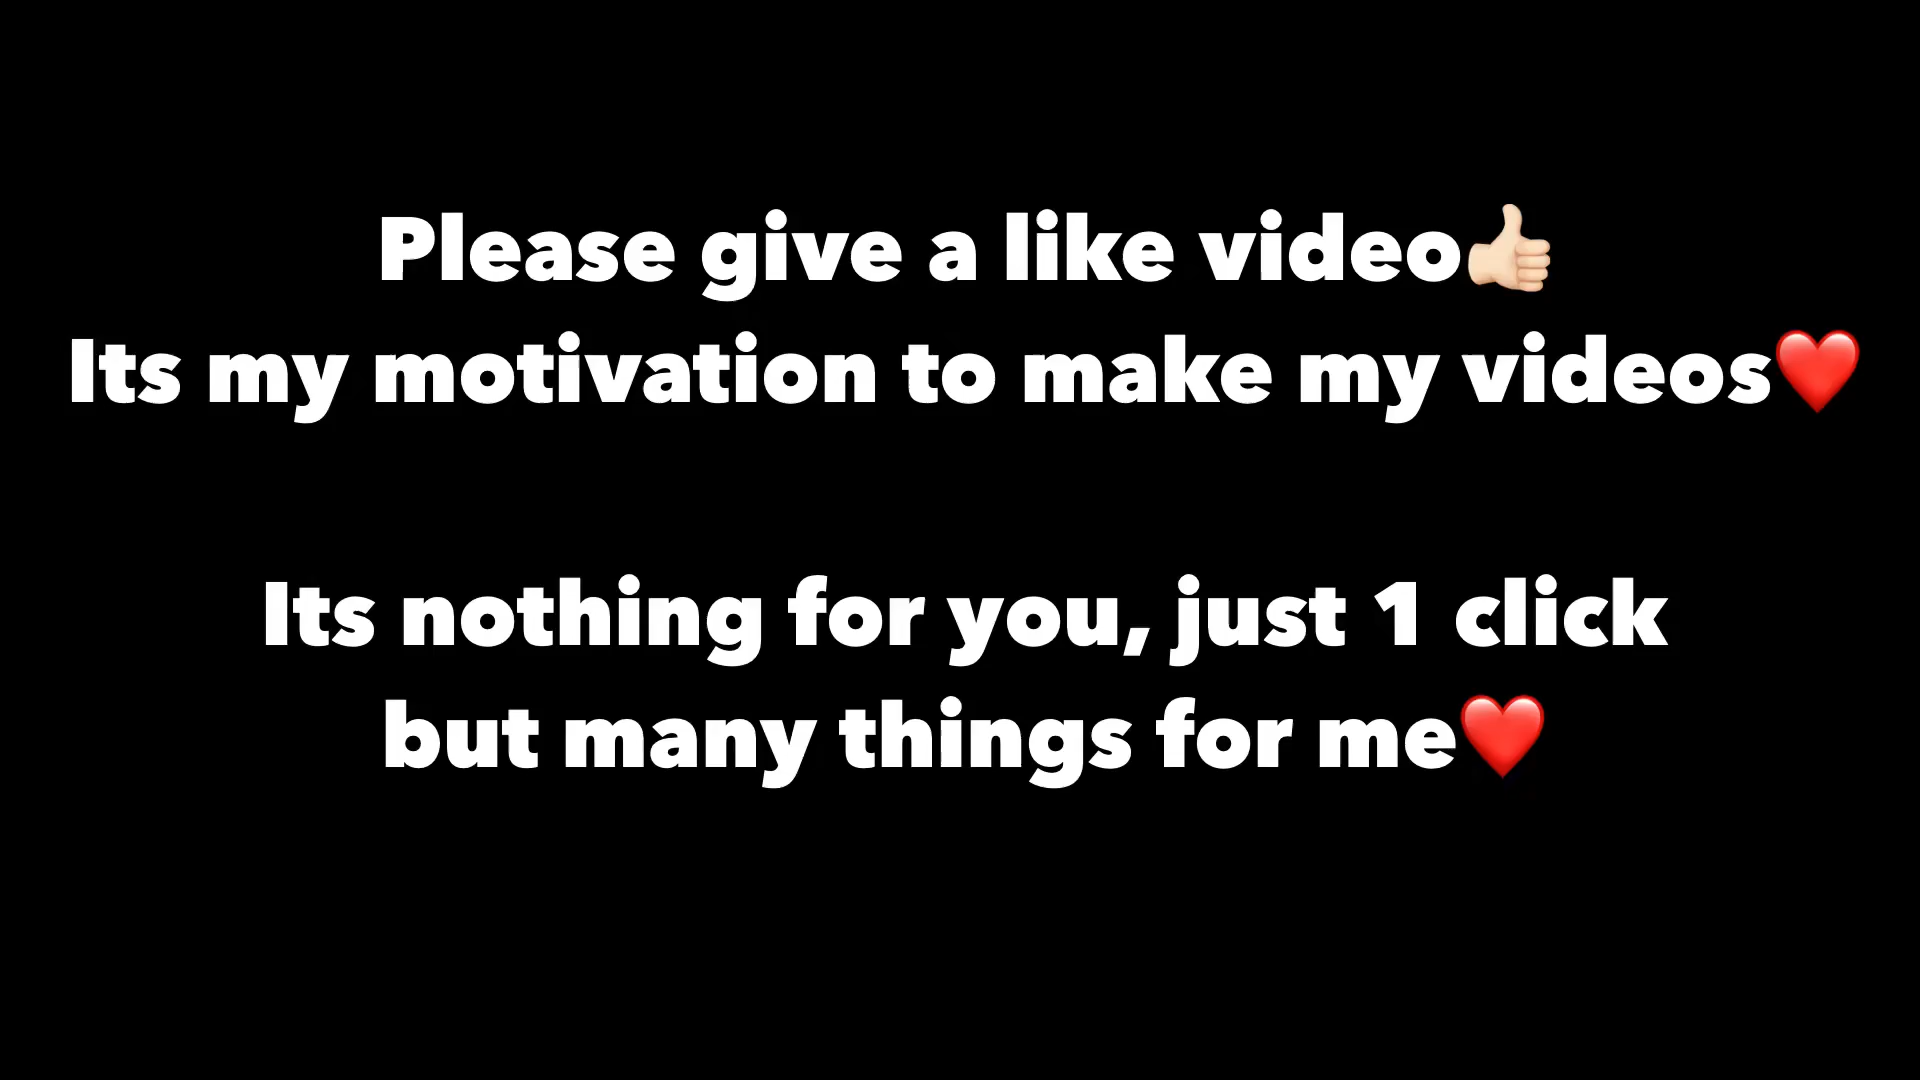 Please give a like video👍🏻
Its my motivation to make my videos❤️
Its nothing for you, just 1 click
but many things for me❤️